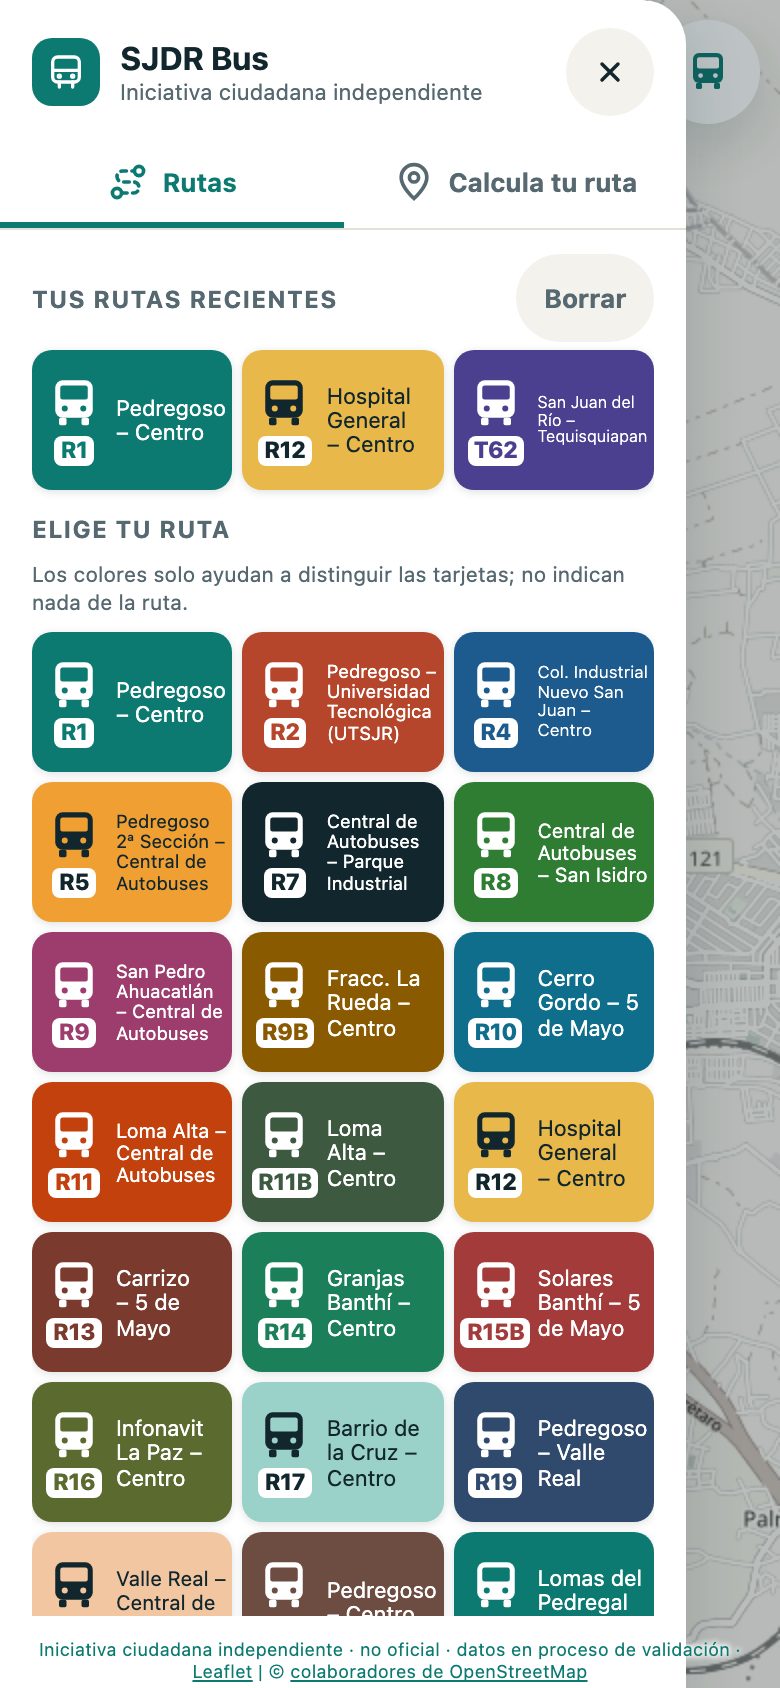 SJDR Bus
Iniciativa ciudadana independiente
Rutas
Calcula tu ruta
TUS RUTAS RECIENTES
Borrar
R1
Pedregoso
– Centro
R12
Hospital
General
– Centro
T62
San Juan del
Río –
Tequisquiapan
ELIGE TU RUTA
Los colores solo ayudan a distinguir las tarjetas; no indican
nada de la ruta.
R1
Pedregoso
– Centro
R2
Pedregoso –
Universidad
Tecnológica
(UTSJR)
R4
Col. Industrial
Nuevo San
Juan –
Centro
R5
Pedregoso
2ª Sección –
Central de
Autobuses
R7
Central de
Autobuses
– Parque
Industrial
R8
Central de
Autobuses
– San Isidro
121
R9
San Pedro
Ahuacatlán
– Central de
Autobuses
R9B
Fracc. La
Rueda –
Centro
R10
Cerro
Gordo – 5
de Mayo
R11
Loma Alta –
Central de
Autobuses
R11B
Loma
Alta –
Centro
R12
Hospital
General
– Centro
R13
Carrizo
– 5 de
Mayo
R14
Granjas
Banthí –
Centro
R15B
Solares
Banthí – 5
de Mayo
R16
Infonavit
La Paz –
Centro
R17
Barrio de
la Cruz –
Centro
R19
Pedregoso
– Valle
Real
Valle Real –
Central de
Pedregoso
– Centro
Lomas del
Pedregal
Iniciativa ciudadana independiente · no oficial · datos en proceso de validación ·
Leaflet | © colaboradores de OpenStreetMap